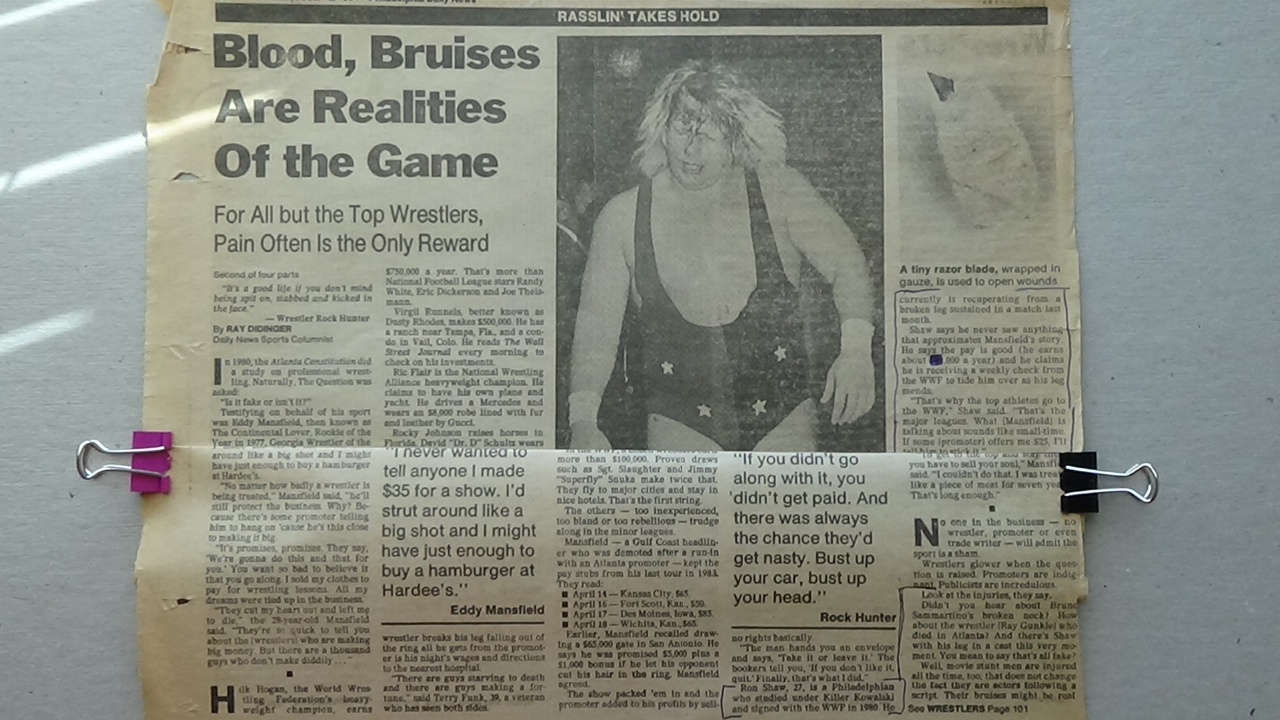 RASSLIN' TAKES HOLD
Blood, Bruises
Are Realities
Of the Game
For All but the Top Wrestlers,
Pain Often Is the Only Reward
Second of four parts
"It's a good life if you don't mind
being spit on, stabbed and kicked in
the face."
— Wrestler Rock Hunter
By RAY DIDINGER
Daily News Sports Columnist
In 1980, the Atlanta Constitution did
a study on professional wrest-
ling. Naturally, The Question was
asked:
"Is it fake or isn't it?"
Testifying on behalf of his sport
was Eddy Mansfield, then known as
The Continental Lover, Rookie of the
Year in 1977, Georgia Wrestler of the
around like a big shot and I might
have just enough to buy a hamburger
at Hardee's.
"No matter how badly a wrestler is
being treated," Mansfield said, "he'll
still protect the business. Why? Be-
cause there's some promoter telling
him to hang on 'cause he's this close
to making it big.
"It's promises, promises. They say,
'We're gonna do this and that for
you.' You want so bad to believe it
that you go along. I sold my clothes to
pay for wrestling lessons. All my
dreams were tied up in the business.
"They cut my heart out and left me
to die," the 28-year-old Mansfield
said. "They're so quick to tell you
about the [wrestlers] who are making
big money. But there are a thousand
guys who don't make diddily . . ."
Hulk Hogan, the World Wres-
tling Federation's heavy-
weight champion, earns
$750,000 a year. That's more than
National Football League stars Randy
White, Eric Dickerson and Joe Theis-
mann.
Virgil Runnels, better known as
Dusty Rhodes, makes $500,000. He has
a ranch near Tampa, Fla., and a con-
do in Vail, Colo. He reads The Wall
Street Journal every morning to
check on his investments.
Ric Flair is the National Wrestling
Alliance heavyweight champion. He
claims to have his own plane and
yacht. He drives a Mercedes and
wears an $8,000 robe lined with fur
and leather by Gucci.
Rocky Johnson raises horses in
Florida. David "Dr. D" Schultz wears
"I never wanted to
tell anyone I made
$35 for a show. I'd
strut around like a
big shot and I might
have just enough to
buy a hamburger at
Hardee's."
Eddy Mansfield
wrestler breaks his leg falling out of
the ring all he gets from the promot-
er is his night's wages and directions
to the nearest hospital.
"There are guys starving to death
and there are guys making a for-
tune," said Terry Funk, 39, a veteran
who has seen both sides.
more than $100,000. Proven draws
such as Sgt. Slaughter and Jimmy
"Superfly" Snuka make twice that.
They fly to major cities and stay in
nice hotels. That's the first string.
The others — too inexperienced,
too bland or too rebellious — trudge
along in the minor leagues.
Mansfield — a Gulf Coast headlin-
er who was demoted after a run-in
with an Atlanta promoter — kept the
pay stubs from his last tour in 1983.
They read:
■ April 14 — Kansas City, $65.
■ April 16 — Fort Scott, Kan., $50.
■ April 17 — Des Moines, Iowa, $85.
■ April 18 — Wichita, Kan., $65.
Earlier, Mansfield recalled draw-
ing a $65,000 gate in San Antonio. He
says he was promised $5,000 plus a
$1,000 bonus if he let his opponent
cut his hair in the ring. Mansfield
agreed.
The show packed 'em in and the
promoter added to his profits by sell-
"If you didn't go
along with it, you
didn't get paid. And
there was always
the chance they'd
get nasty. Bust up
your car, bust up
your head."
Rock Hunter
no rights basically.
"The man hands you an envelope
and says, 'Take it or leave it.' The
bookers tell you, 'If you don't like it,
quit.' Finally, that's what I did."
Ron Shaw, 27, is a Philadelphian
who studied under Killer Kowalski
and signed with the WWF in 1980. He
A tiny razor blade, wrapped in
gauze, is used to open wounds
currently is recuperating from a
broken leg sustained in a match last
month.
Shaw says he never saw anything
that approximates Mansfield's story.
He says the pay is good (he earns
about ,000 a year) and he claims
he is receiving a weekly check from
the WWF to tide him over as his leg
mends.
"That's why the top athletes go to
the WWF," Shaw said. "That's the
major leagues. What [Mansfield] is
talking about sounds like small-time.
If some [promoter] offers me $25, I'll
you have to sell your soul," Mansfield
said. "I couldn't do that. I was treated
like a piece of meat for seven years.
That's long enough."
No one in the business — no
wrestler, promoter or even
trade writer — will admit the
sport is a sham.
Wrestlers glower when the ques-
tion is raised. Promoters are indig-
nant. Publicists are incredulous.
Look at the injuries, they say.
Didn't you hear about Bruno
Sammartino's broken neck? How
about the wrestler [Ray Gunkle] who
died in Atlanta? And there's Shaw
with his leg in a cast this very mo-
ment. You mean to say that's all fake?
Well, movie stunt men are injured
all the time, too; that does not change
the fact they are actors following a
script. Their bruises might be real
See WRESTLERS Page 101